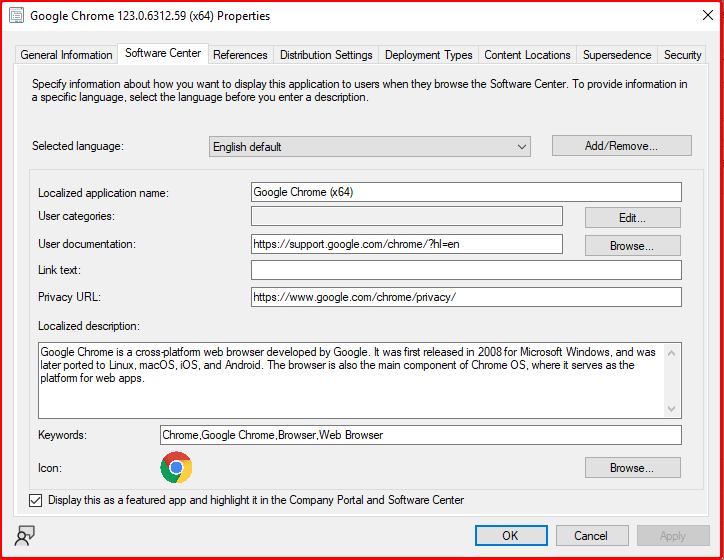 Google Chrome 123.0.6312.59 (x64) Properties
General Information Software Center References Distribution Settings Deployment Types Content Locations Supersedence Security
Specify information about how you want to display this application to users when they browse the Software Center. To provide information in
a specific language, select the language before you enter a description.
Selected language: English default Add/Remove...
Localized application name: Google Chrome (x64)
User categories: Edit...
User documentation: https://support.google.com/chrome/?hl=en Browse...
Link text:
Privacy URL: https://www.google.com/chrome/privacy/
Localized description:
Google Chrome is a cross-platform web browser developed by Google. It was first released in 2008 for Microsoft Windows, and was
later ported to Linux, macOS, iOS, and Android. The browser is also the main component of Chrome OS, where it serves as the
platform for web apps.
Keywords: Chrome,Google Chrome,Browser,Web Browser
Icon: Browse...
Display this as a featured app and highlight it in the Company Portal and Software Center
OK Cancel Apply